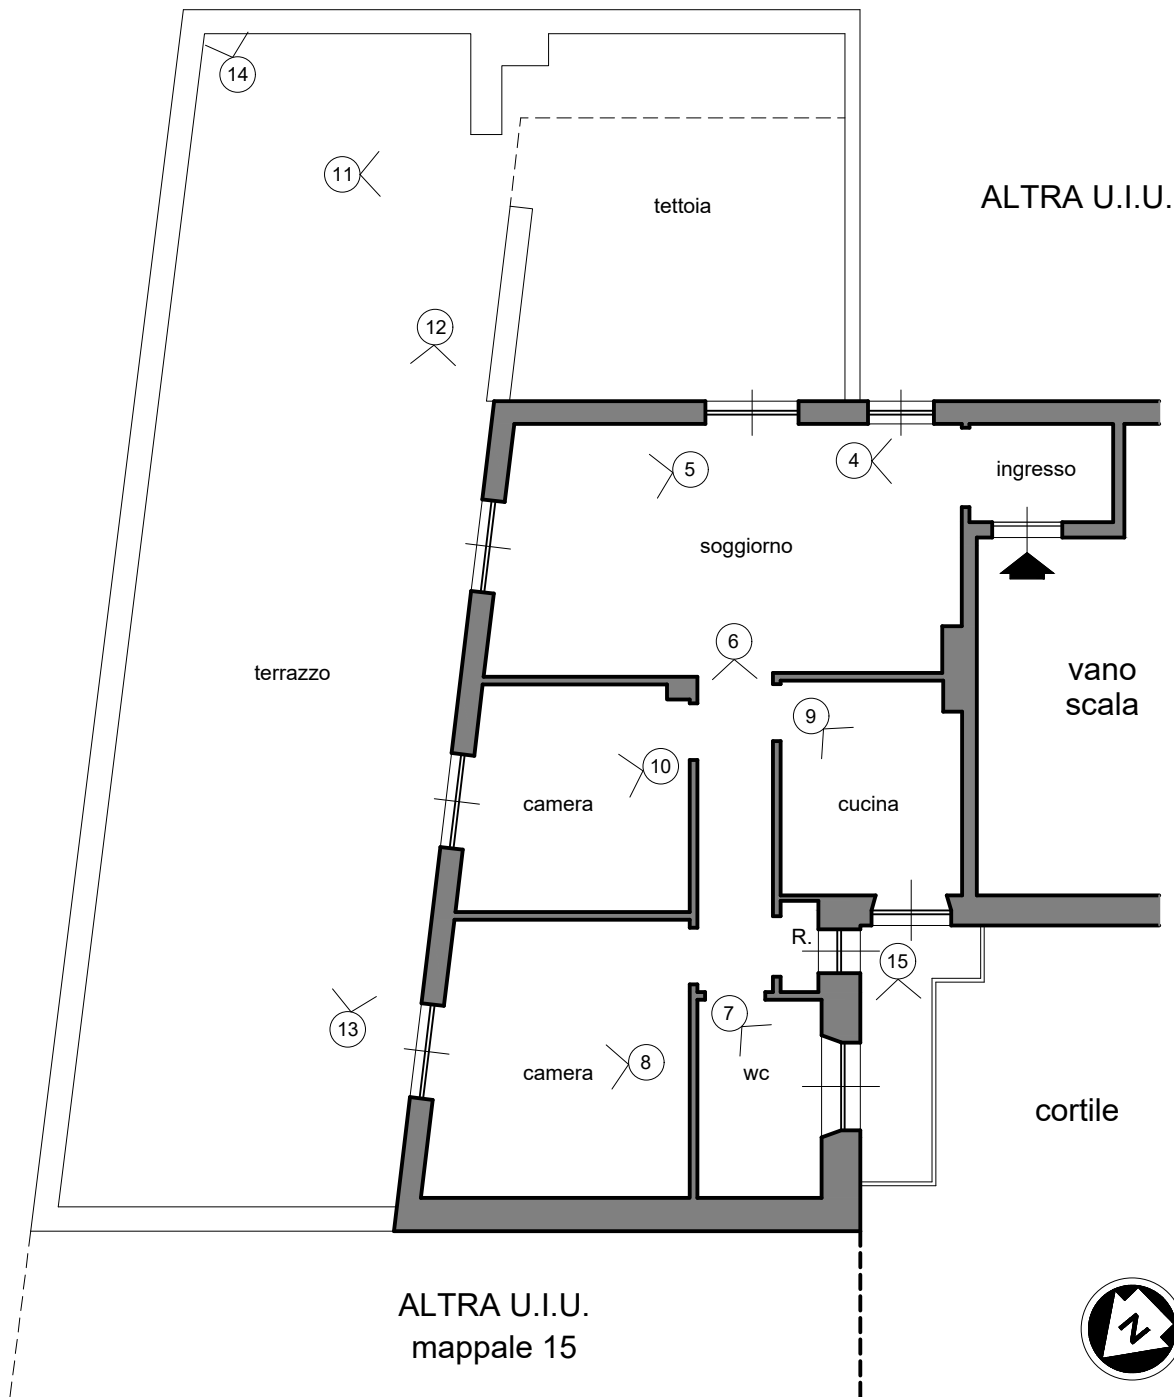 14
11
ALTRA U.I.U.
tettoia
12
5
4
ingresso
soggiorno
6
terrazzo
vano
scala
9
10
camera
cucina
R.
15
7
13
8
camera
wc
cortile
ALTRA U.I.U.
mappale 15
N